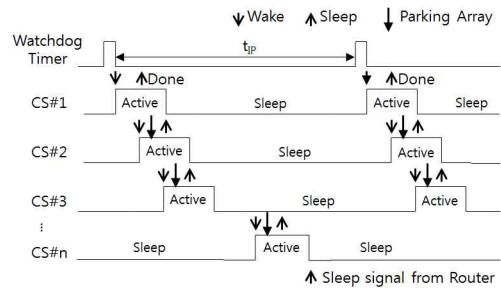 Wake Sleep Parking Array
Watchdog Timer
tIP
Done Done
CS#1 Active Sleep Active Sleep
CS#2 Active Sleep Active
CS#3 Active Sleep Active
⋮
CS#n Sleep Active Sleep
Sleep signal from Router